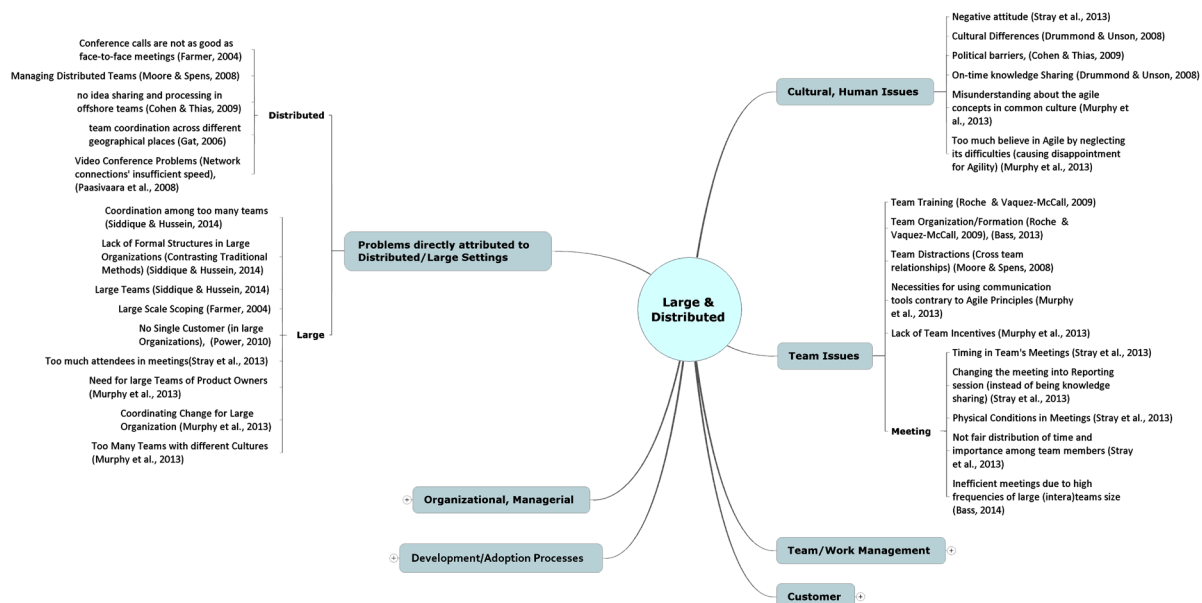 Conference calls are not as good as
face-to-face meetings (Farmer, 2004)
Managing Distributed Teams (Moore & Spens, 2008)
no idea sharing and processing in
offshore teams (Cohen & Thias, 2009)
team coordination across different
geographical places (Gat, 2006)
Video Conference Problems (Network
connections' insufficient speed),
(Paasivaara et al., 2008)
Distributed
Coordination among too many teams
(Siddique & Hussein, 2014)
Lack of Formal Structures in Large
Organizations (Contrasting Traditional
Methods) (Siddique & Hussein, 2014)
Large Teams (Siddique & Hussein, 2014)
Large Scale Scoping (Farmer, 2004)
No Single Customer (in large
Organizations),  (Power, 2010)
Too much attendees in meetings(Stray et al., 2013)
Need for large Teams of Product Owners
(Murphy et al., 2013)
Coordinating Change for Large
Organization (Murphy et al., 2013)
Too Many Teams with different Cultures
(Murphy et al., 2013)
Large
Problems directly attributed to
Distributed/Large Settings
Organizational, Managerial
Development/Adoption Processes
Large &
Distributed
Cultural, Human Issues
Negative attitude (Stray et al., 2013)
Cultural Differences (Drummond & Unson, 2008)
Political barriers, (Cohen & Thias, 2009)
On-time knowledge Sharing (Drummond & Unson, 2008)
Misunderstanding about the agile
concepts in common culture (Murphy et
al., 2013)
Too much believe in Agile by neglecting
its difficulties (causing disappointment
for Agility) (Murphy et al., 2013)
Team Issues
Team Training (Roche  & Vaquez-McCall, 2009)
Team Organization/Formation (Roche  &
Vaquez-McCall, 2009), (Bass, 2013)
Team Distractions (Cross team
relationships) (Moore & Spens, 2008)
Necessities for using communication
tools contrary to Agile Principles (Murphy
et al., 2013)
Lack of Team Incentives (Murphy et al., 2013)
Meeting
Timing in Team's Meetings (Stray et al., 2013)
Changing the meeting into Reporting
session (instead of being knowledge
sharing) (Stray et al., 2013)
Physical Conditions in Meetings (Stray et al., 2013)
Not fair distribution of time and
importance among team members (Stray
et al., 2013)
Inefficient meetings due to high
frequencies of large (intera)teams size
(Bass, 2014)
Team/Work Management
Customer